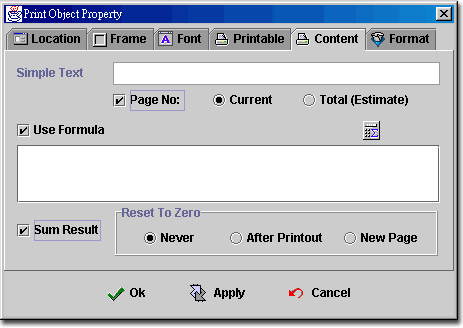 Print Object Property
Location Frame Font Printable Content Format
Simple Text
Page No: Current Total (Estimate)
Use Formula
Reset To Zero
Sum Result Never After Printout New Page
Ok Apply Cancel